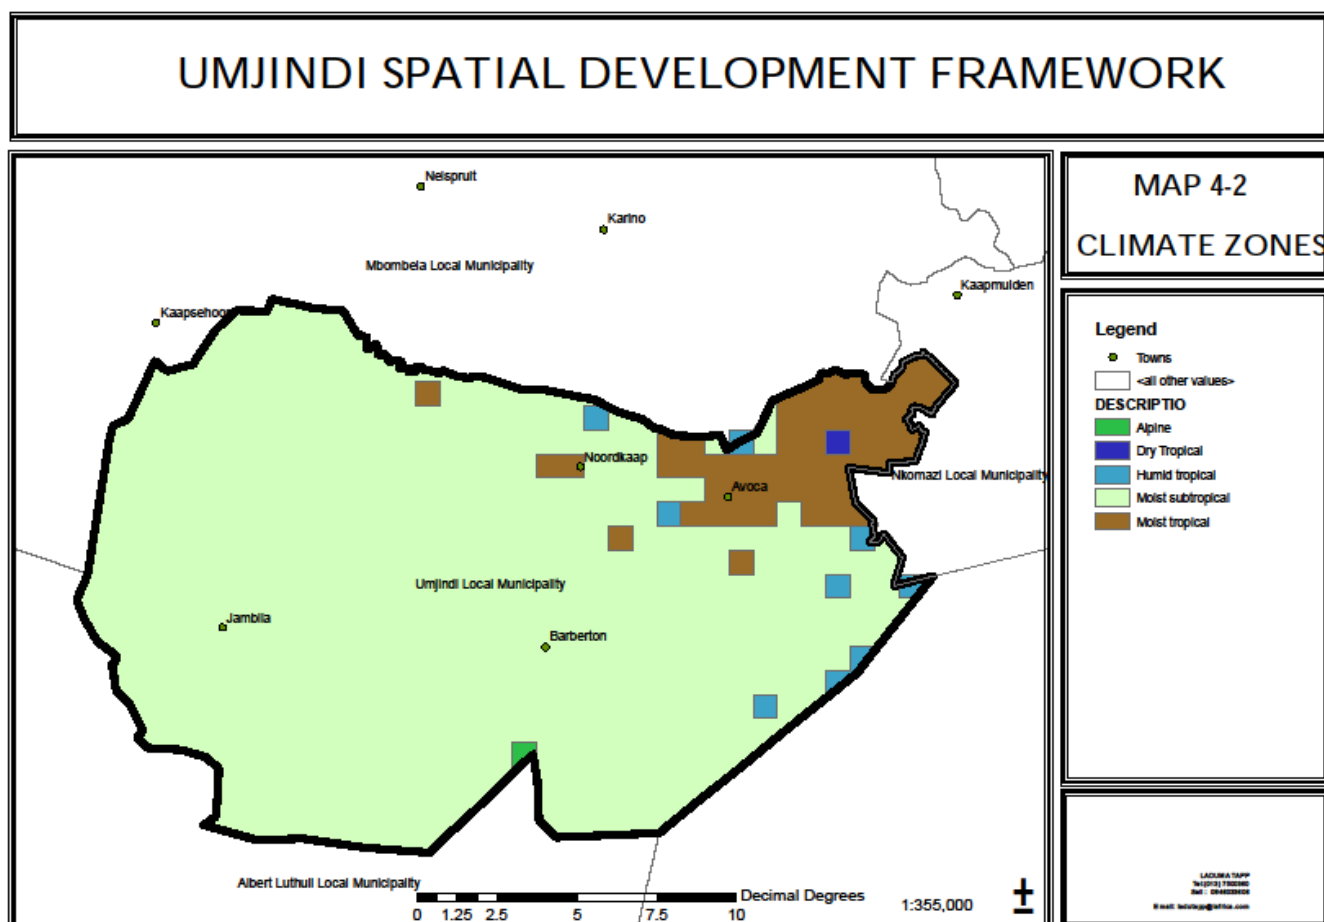 UMJINDI SPATIAL DEVELOPMENT FRAMEWORK
MAP 4-2
CLIMATE ZONES
Nelspruit
Karino
Mbombela Local Municipality
Kaapmuiden
Kaapsehoop
Noordkaap
Nkomazi Local Municipality
Avoca
Umjindi Local Municipality
Jambila
Barberton
Albert Luthuli Local Municipality
Decimal Degrees
0 1.25 2.5 5 7.5 10
1:355,000
Legend
Towns
<all other values>
DESCRIPTIO
Alpine
Dry Tropical
Humid tropical
Moist subtropical
Moist tropical
LADUMA TAPP